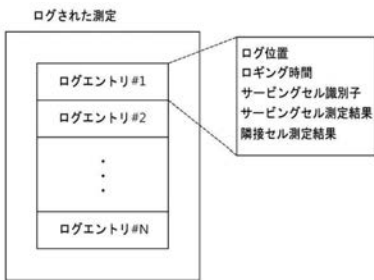 ログされた測定
ログエントリ#1
ログエントリ#2
ログエントリ#N
ログ位置
ロギング時間
サービングセル識別子
サービングセル測定結果
隣接セル測定結果